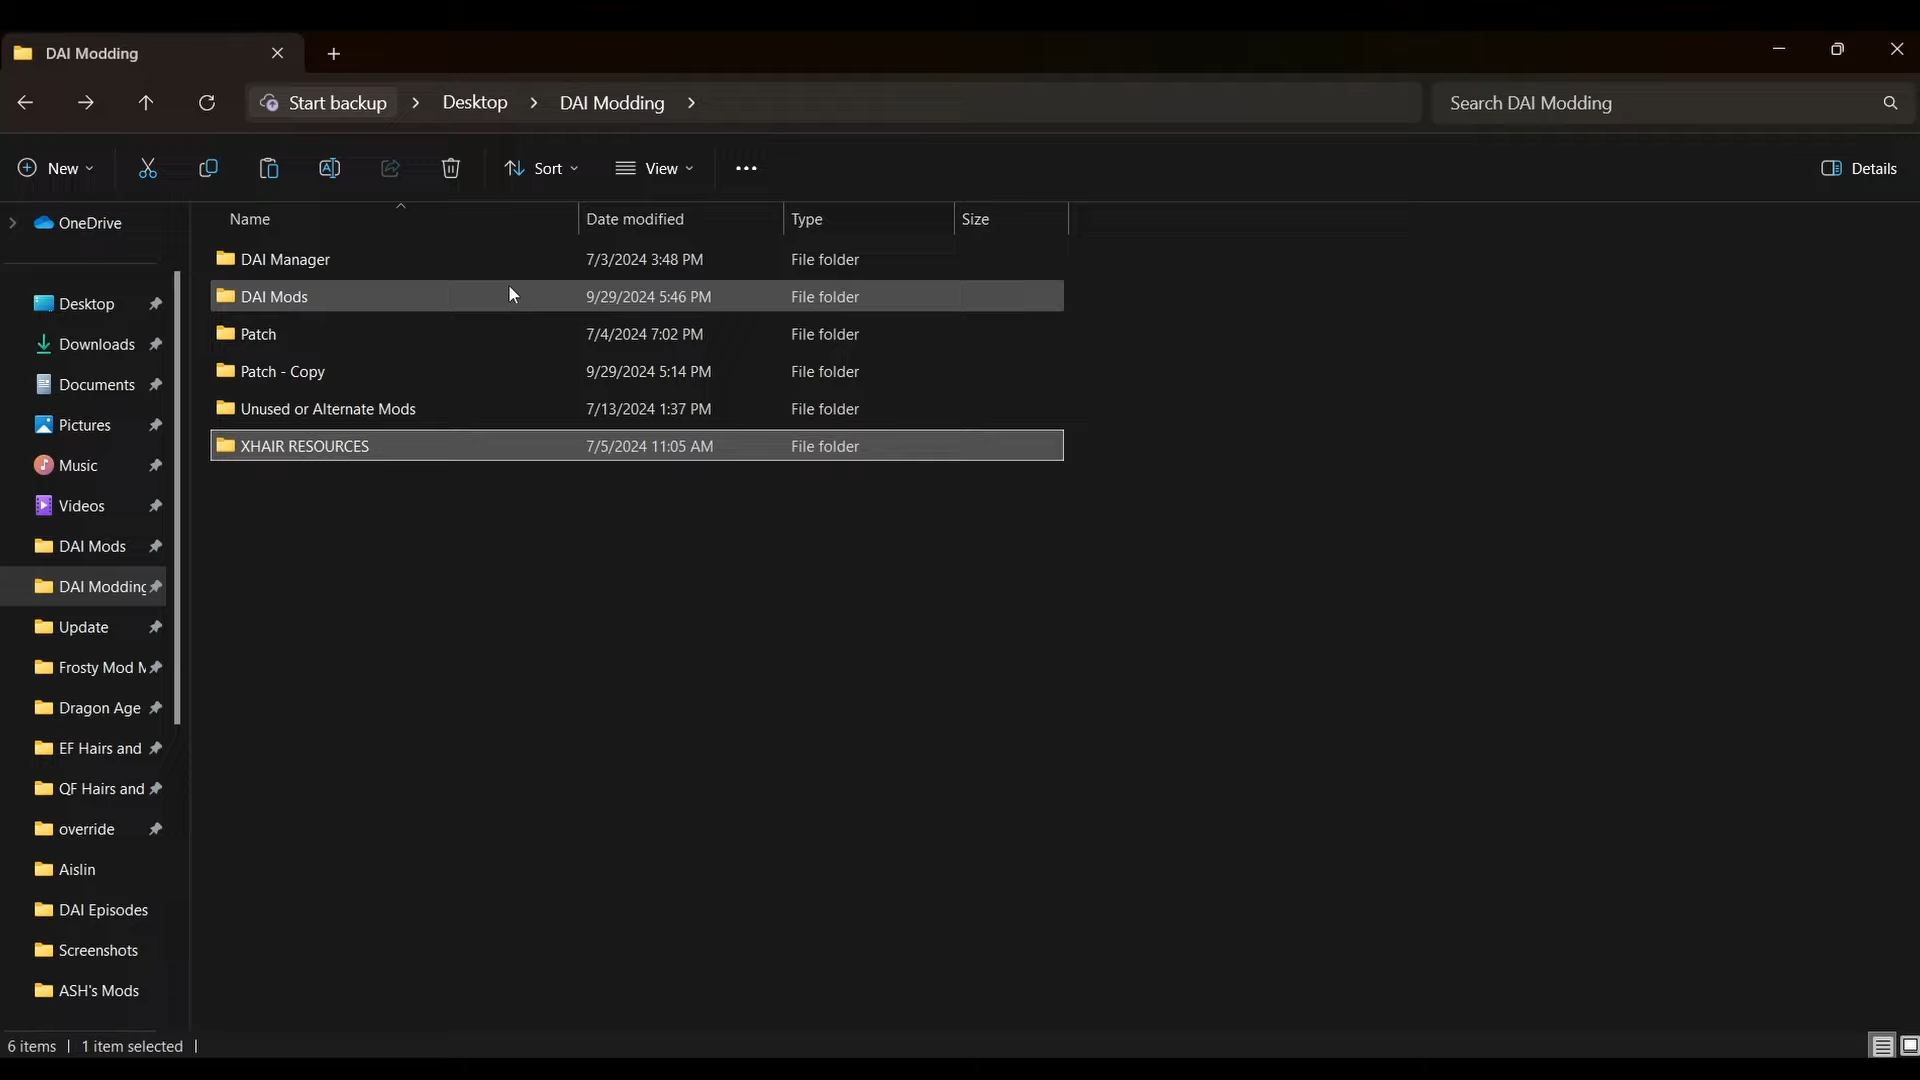 DAI Modding
Start backup > Desktop > DAI Modding >
Search DAI Modding
New
Sort
View
Details
OneDrive
Desktop
Downloads
Documents
Pictures
Music
Videos
DAI Mods
DAI Modding
Update
Frosty Mod M
Dragon Age
EF Hairs and
QF Hairs and
override
Aislin
DAI Episodes
Screenshots
ASH's Mods
Name Date modified Type Size
DAI Manager 7/3/2024 3:48 PM File folder
DAI Mods 9/29/2024 5:46 PM File folder
Patch 7/4/2024 7:02 PM File folder
Patch - Copy 9/29/2024 5:14 PM File folder
Unused or Alternate Mods 7/13/2024 1:37 PM File folder
XHAIR RESOURCES 7/5/2024 11:05 AM File folder
6 items | 1 item selected |